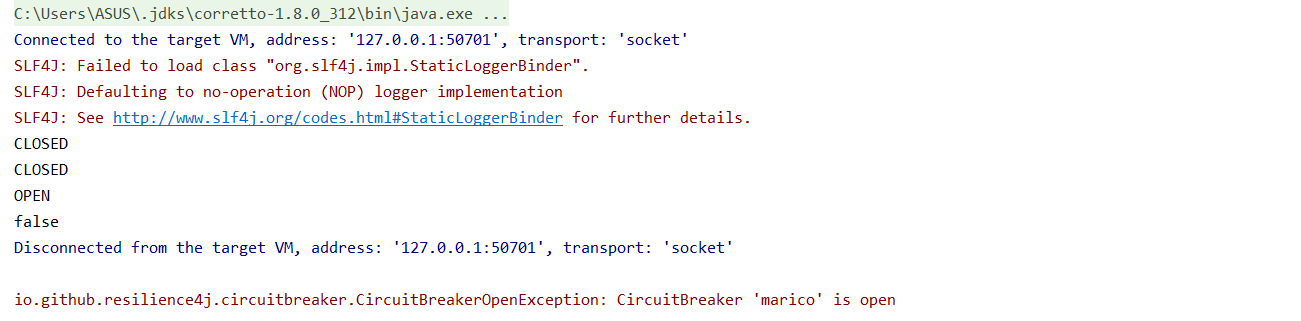 C:\Users\ASUS\.jdks\corretto-1.8.0_312\bin\java.exe ...
Connected to the target VM, address: '127.0.0.1:50701', transport: 'socket'
SLF4J: Failed to load class "org.slf4j.impl.StaticLoggerBinder".
SLF4J: Defaulting to no-operation (NOP) logger implementation
SLF4J: See http://www.slf4j.org/codes.html#StaticLoggerBinder for further details.
CLOSED
CLOSED
OPEN
false
Disconnected from the target VM, address: '127.0.0.1:50701', transport: 'socket'
io.github.resilience4j.circuitbreaker.CircuitBreakerOpenException: CircuitBreaker 'marico' is open